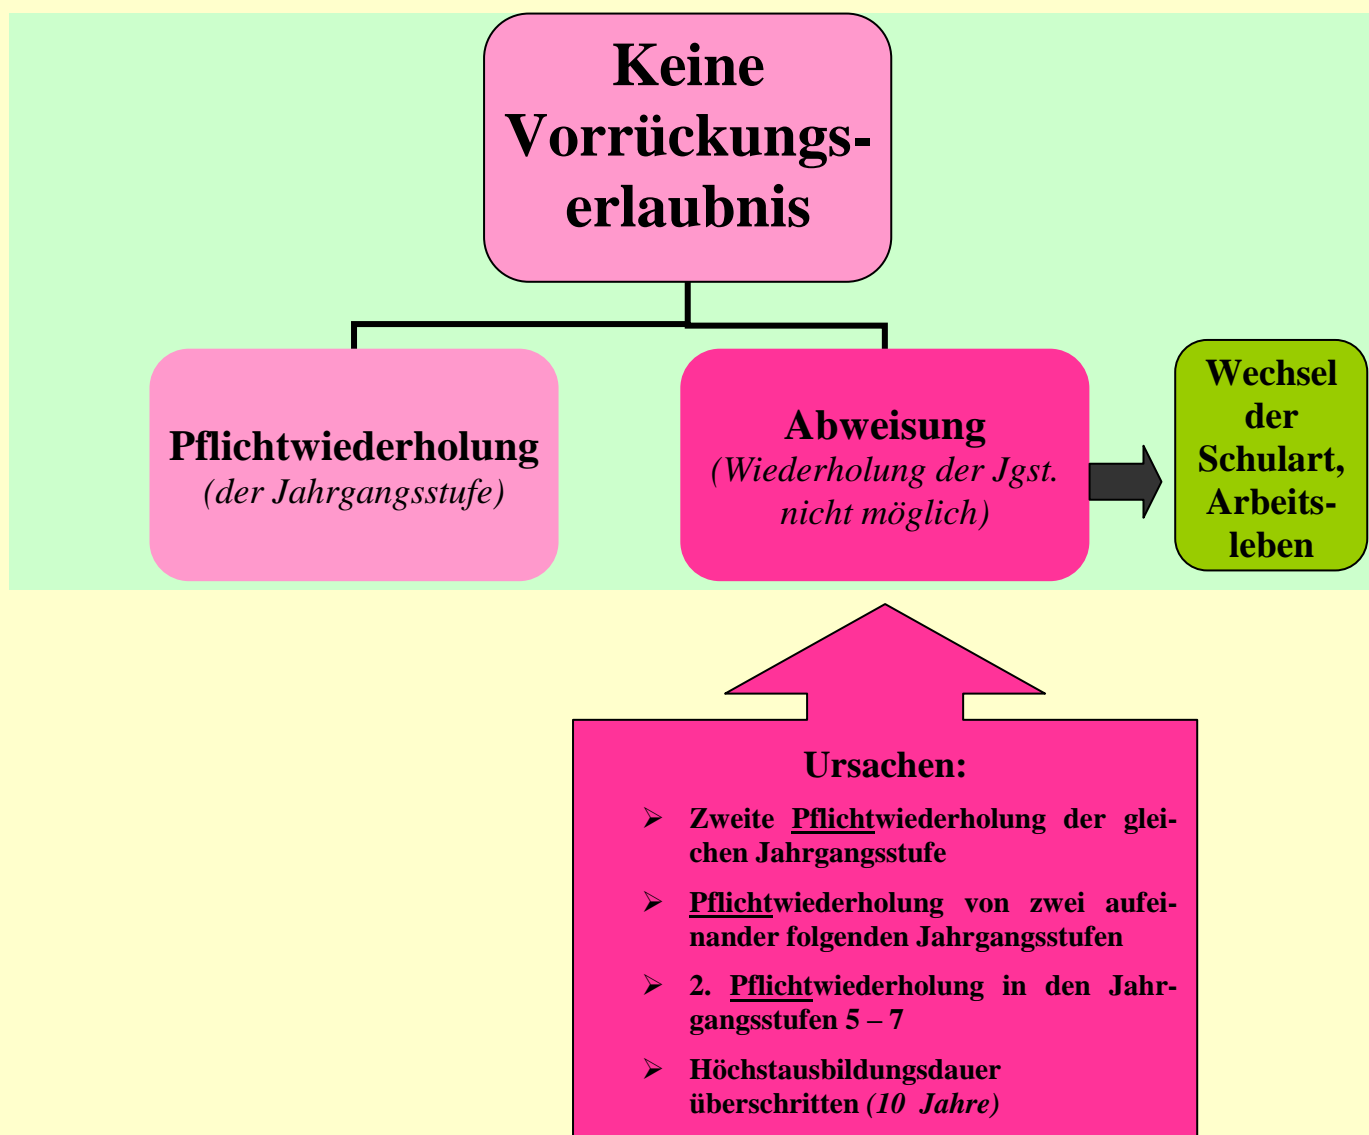 Keine
Vorrückungs-
erlaubnis
Pflichtwiederholung
(der Jahrgangsstufe)
Abweisung
(Wiederholung der Jgst.
nicht möglich)
Wechsel
der
Schulart,
Arbeits-
leben
Ursachen:
➢ Zweite Pflichtwiederholung der glei-
chen Jahrgangsstufe
➢ Pflichtwiederholung von zwei aufei-
nander folgenden Jahrgangsstufen
➢ 2. Pflichtwiederholung in den Jahr-
gangsstufen 5 – 7
➢ Höchstausbildungsdauer
überschritten (10 Jahre)